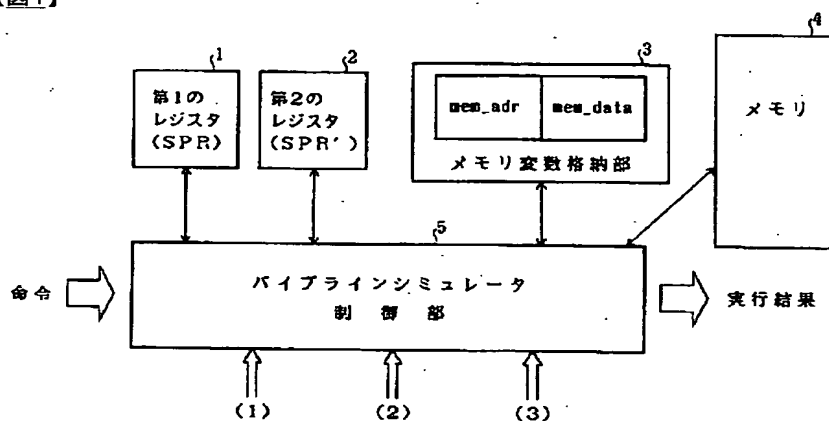 【図1】
1
2
3
4
第1の
レジスタ
(SPR)
第2の
レジスタ
(SPR')
mem_adr
mem_data
メモリ変数格納部
メモリ
5
命令
パイプラインシミュレータ
制御部
実行結果
(1)
(2)
(3)